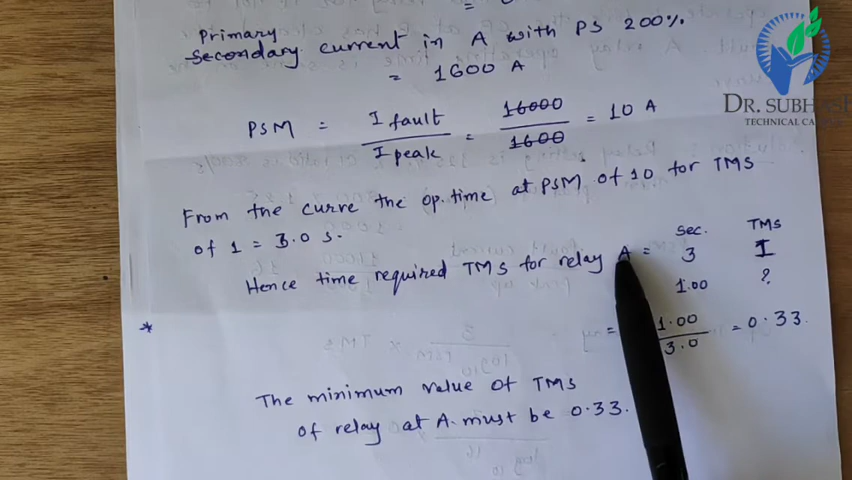 Primary
Secondary current in A with PS 200%.
= 1600 A
PSM = I fault / I peak = 16000 / 1600 = 10 A
From the curve the op. time at PSM of 10 for TMS
of 1 = 3.0 s.
Sec. TMS
Hence time required TMS for relay A = 3 1
1.00 ?
= 1.00 / 3.0 = 0.33
The minimum value of TMS
of relay at A must be 0.33.
*
DR. SUBH
TECHNICAL CA